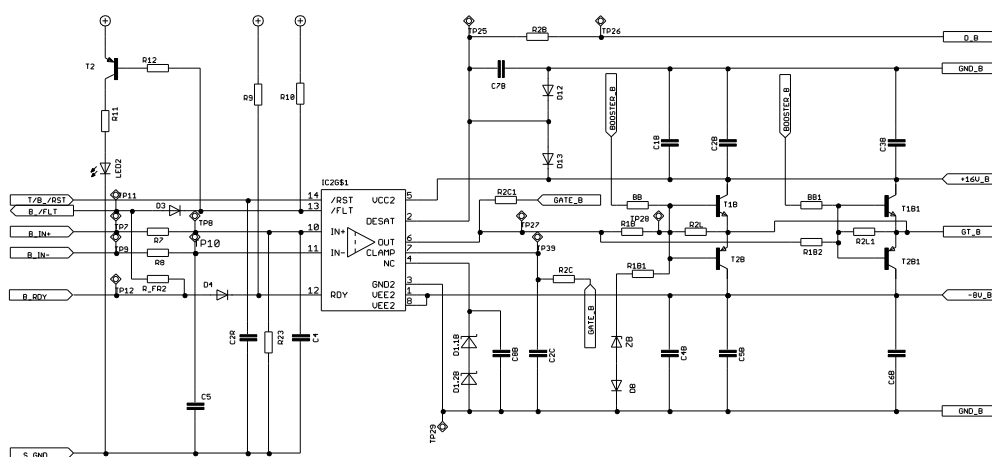 TP25
R2B
TP26
D_B
T2
R12
GND_B
C7B
D12
BOOSTER_B
BOOSTER_B
R9
R10
R11
C1B
C2B
C3B
LED2
D13
IC2G$1
+16V_B
T/B_/RST
TP11
14
/RST
VCC2
5
R2C1
GATE_B
BB
T1B
BB1
T1B1
B_/FLT
D3
13
/FLT
DESAT
2
TP7
TP8
TP27
TP28
B_IN+
R7
10
IN+
OUT
6
R1B
R2L
R2L1
GT_B
TP10
TP39
B_IN-
TP9
R8
11
IN-
CLAMP
7
R1B2
NC
4
R2C
R1B1
T2B
T2B1
TP12
R_FR2
D4
GND2
3
B_RDY
12
RDY
VEE2
1
VEE2
8
GATE_B
-8V_B
C2R
R23
C4
D1.1B
C8B
C2C
ZB
C4B
C5B
C6B
D1.2B
DB
C5
TP29
GND_B
S_GND